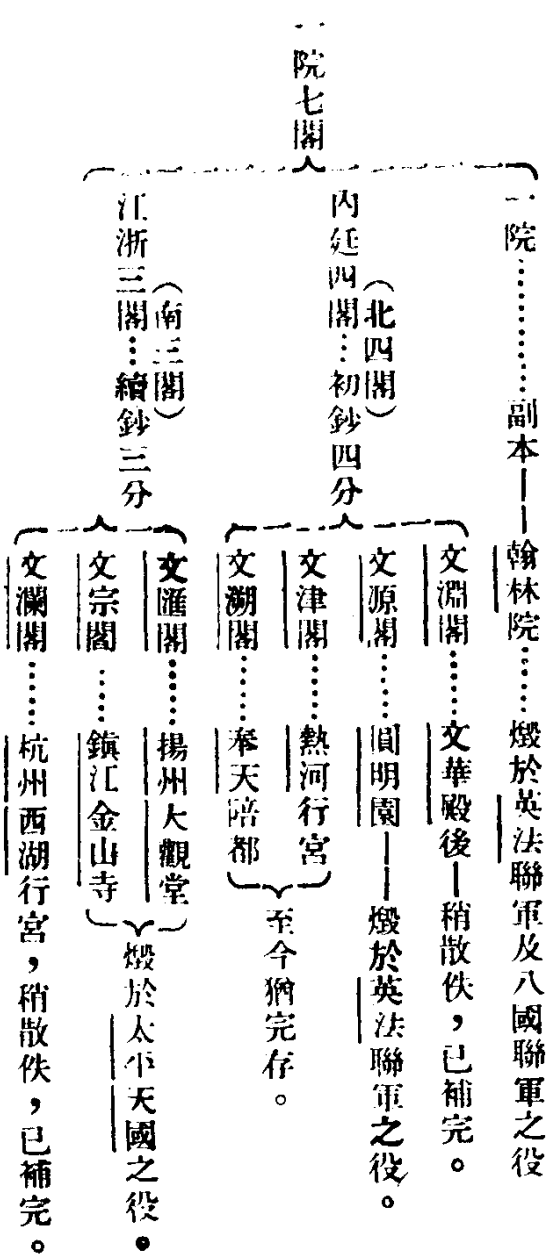 一院七閣
一院…………副本——翰林院……燬於英法聯軍及八國聯軍之役
(北四閣)
內廷四閣…初鈔四分
文淵閣……文華殿後—稍散佚,已補完。
文源閣……圓明園——燬於英法聯軍之役。
文津閣……熱河行宮
文溯閣……奉天陪都
至今猶完存。
(南三閣)
江浙三閣…續鈔三分
文匯閣……揚州大觀堂
文宗閣……鎮江金山寺
燬於太平天國之役。
文瀾閣……杭州西湖行宮,稍散佚,已補完。